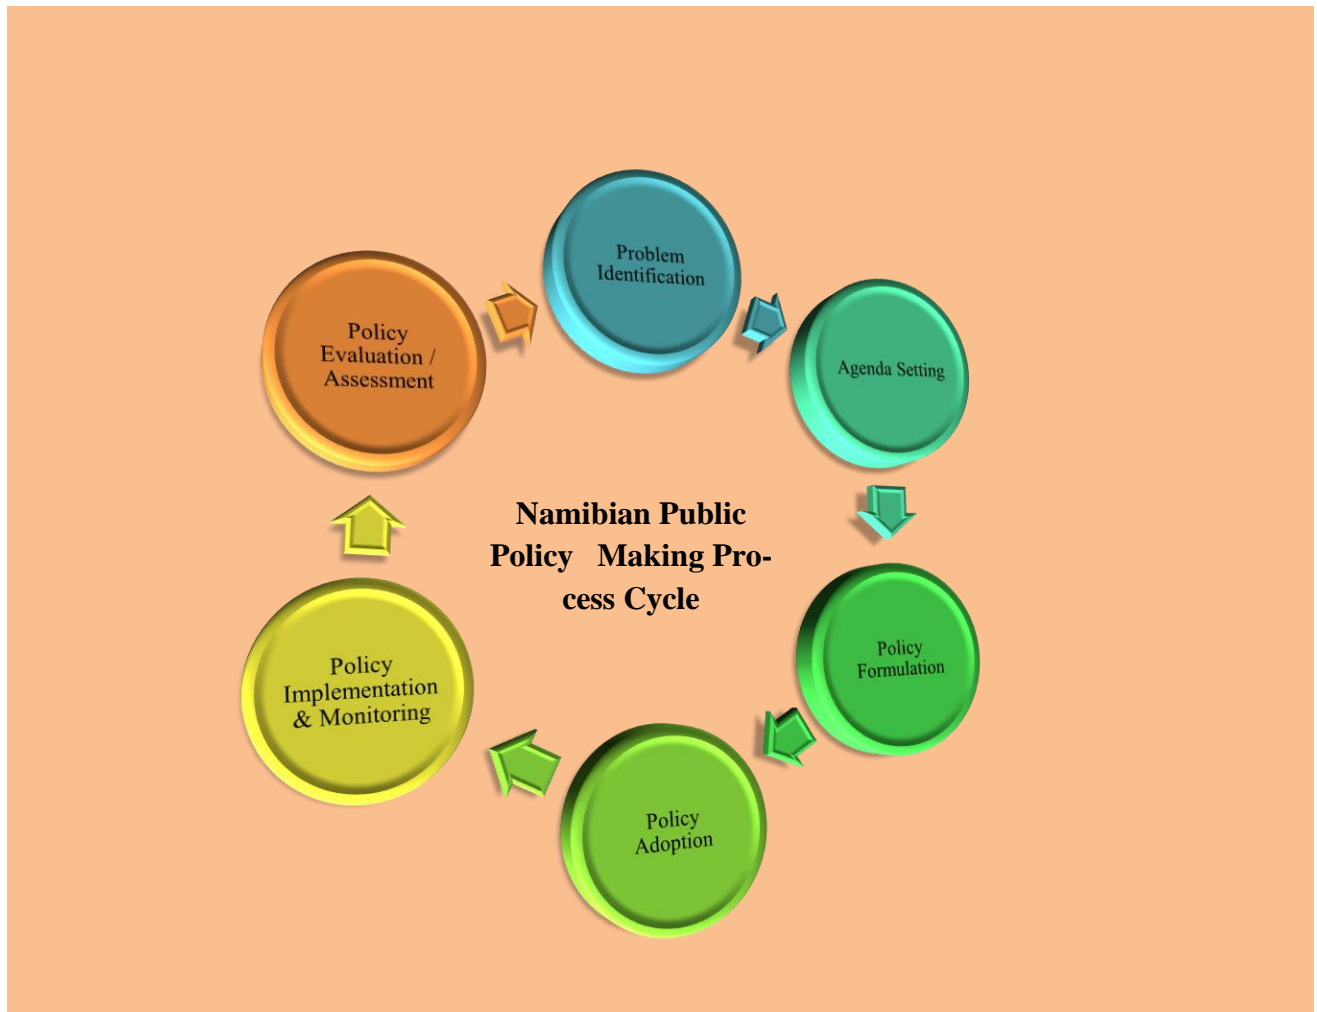 Problem
Identification
Agenda Setting
Policy
Formulation
Policy
Adoption
Policy
Implementation
& Monitoring
Policy
Evaluation /
Assessment
Namibian Public
Policy   Making Pro-
cess Cycle